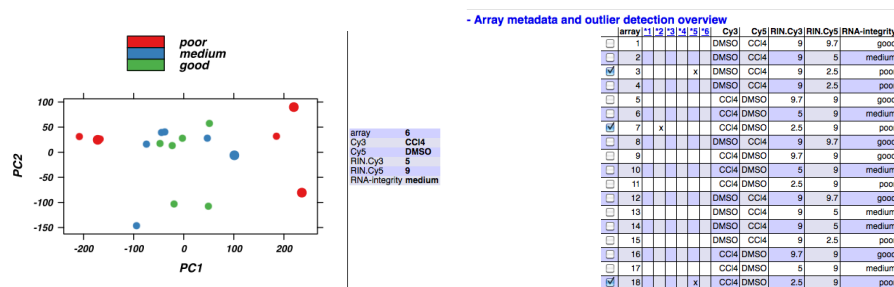 poor
medium
good
100
50
0
-50
-100
-150
-200 -100 0 100 200
PC2
PC1
array 6
Cy3 CCl4
Cy5 DMSO
RIN.Cy3 5
RIN.Cy5 9
RNA-integrity medium
- Array metadata and outlier detection overview
array *1 *2 *3 *4 *5 *6 Cy3 Cy5 RIN.Cy3 RIN.Cy5 RNA-integrity
1 DMSO CCl4 9 9.7 good
2 DMSO CCl4 9 5 medium
3 x DMSO CCl4 9 2.5 poor
4 DMSO CCl4 9 2.5 poor
5 CCl4 DMSO 9.7 9 good
6 CCl4 DMSO 5 9 medium
7 x CCl4 DMSO 2.5 9 poor
8 DMSO CCl4 9 9.7 good
9 CCl4 DMSO 9.7 9 good
10 CCl4 DMSO 5 9 medium
11 CCl4 DMSO 2.5 9 poor
12 DMSO CCl4 9 9.7 good
13 DMSO CCl4 9 5 medium
14 DMSO CCl4 9 5 medium
15 DMSO CCl4 9 2.5 poor
16 CCl4 DMSO 9.7 9 good
17 CCl4 DMSO 5 9 medium
18 x CCl4 DMSO 2.5 9 poor